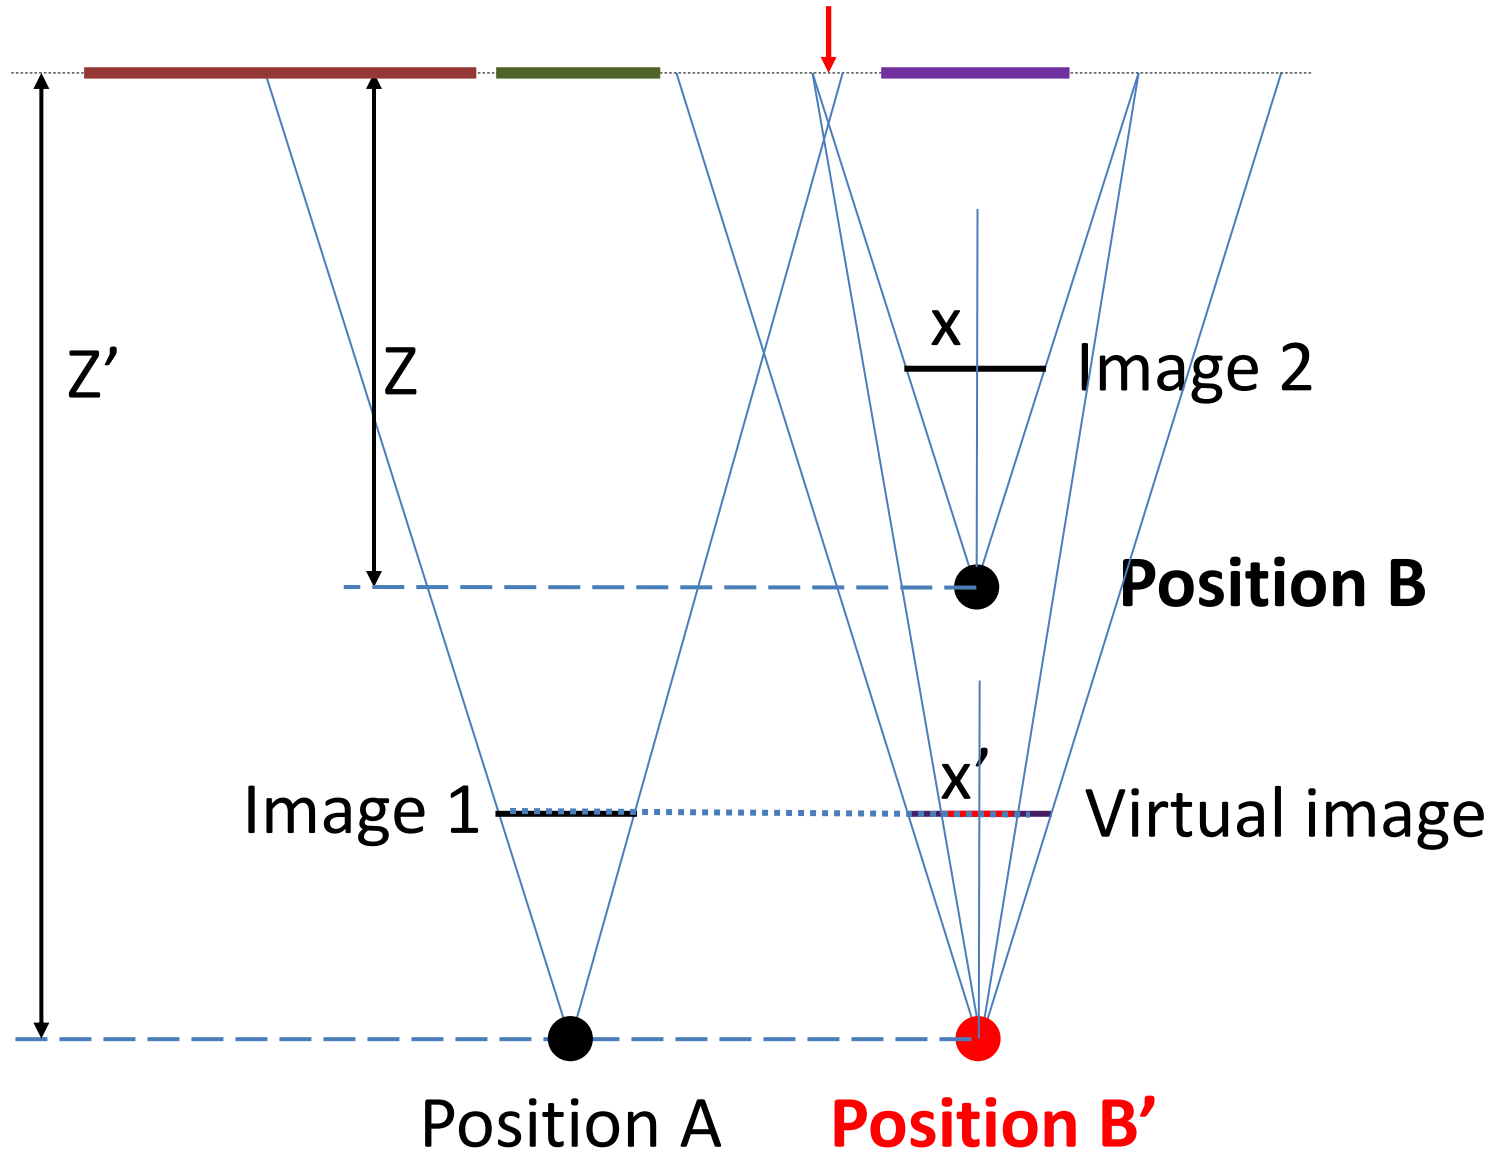 x
Z’
Z
Image 2
Position B
x’
Image 1
Virtual image
Position A
Position B’